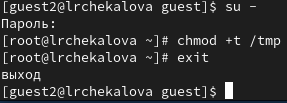 [guest2@lrchekalova guest]$ su -
Пароль:
[root@lrchekalova ~]# chmod +t /tmp
[root@lrchekalova ~]# exit
выход
[guest2@lrchekalova guest]$